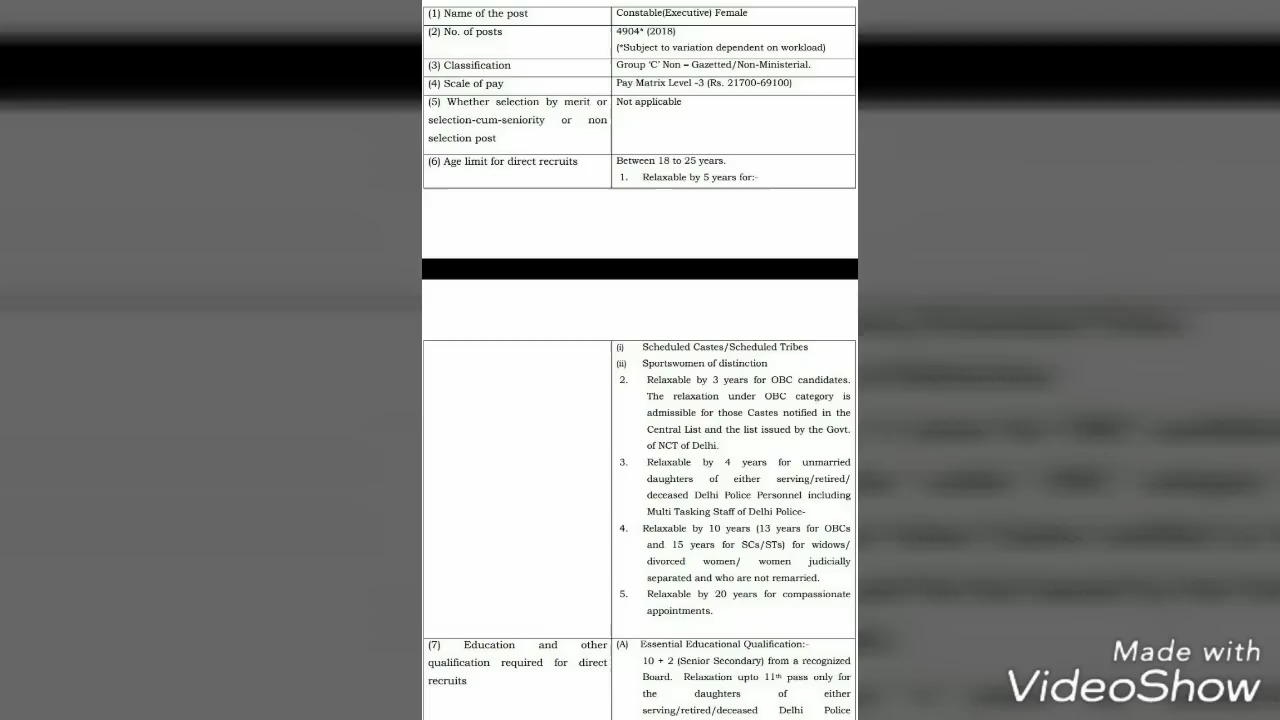 (1) Name of the post
Constable(Executive) Female
(2) No. of posts
4904* (2018)
(*Subject to variation dependent on workload)
(3) Classification
Group 'C' Non – Gazetted/Non-Ministerial.
(4) Scale of pay
Pay Matrix Level -3 (Rs. 21700-69100)
(5) Whether selection by merit or
selection-cum-seniority or non
selection post
Not applicable
(6) Age limit for direct recruits
Between 18 to 25 years.
1. Relaxable by 5 years for:-
(i) Scheduled Castes/Scheduled Tribes
(ii) Sportswomen of distinction
2. Relaxable by 3 years for OBC candidates.
The relaxation under OBC category is
admissible for those Castes notified in the
Central List and the list issued by the Govt.
of NCT of Delhi.
3. Relaxable by 4 years for unmarried
daughters of either serving/retired/
deceased Delhi Police Personnel including
Multi Tasking Staff of Delhi Police-
4. Relaxable by 10 years (13 years for OBCs
and 15 years for SCs/STs) for widows/
divorced women/ women judicially
separated and who are not remarried.
5. Relaxable by 20 years for compassionate
appointments.
(7) Education and other
qualification required for direct
recruits
(A) Essential Educational Qualification:-
10 + 2 (Senior Secondary) from a recognized
Board. Relaxation upto 11th pass only for
the daughters of either
serving/retired/deceased Delhi Police
Made with
VideoShow